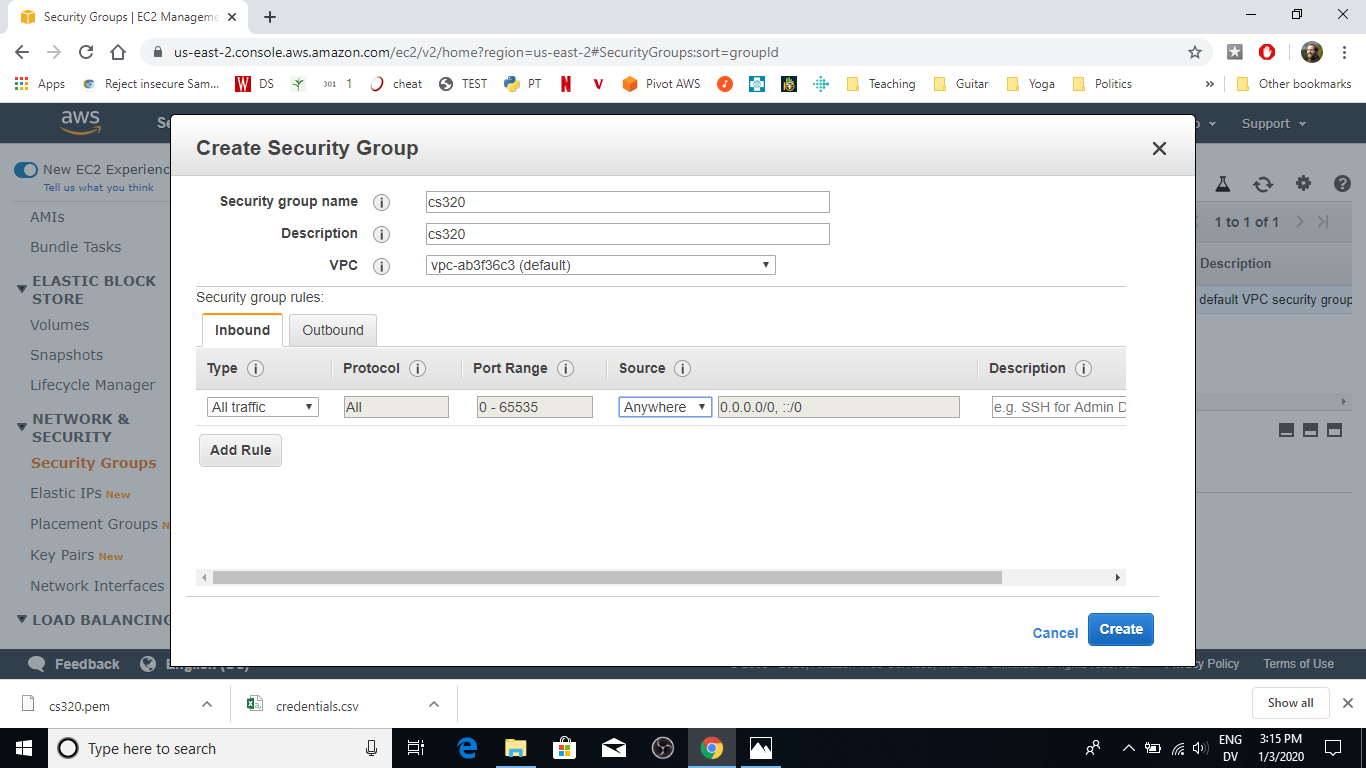 Security Groups | EC2 Manageme
us-east-2.console.aws.amazon.com/ec2/v2/home?region=us-east-2#SecurityGroups:sort=groupId
Apps Reject insecure Sam... W DS 301 1 cheat TEST PT N V Pivot AWS Teaching Guitar Yoga Politics » Other bookmarks
aws Se Support
Create Security Group
New EC2 Experienc
Tell us what you think
AMIs
Bundle Tasks
ELASTIC BLOCK
STORE
Volumes
Snapshots
Lifecycle Manager
NETWORK &
SECURITY
Security Groups
Elastic IPs New
Placement Groups N
Key Pairs New
Network Interfaces
LOAD BALANCING
Security group name i cs320
Description i cs320
VPC i vpc-ab3f36c3 (default)
Security group rules:
Inbound Outbound
Type i Protocol i Port Range i Source i Description i
All traffic All 0 - 65535 Anywhere 0.0.0.0/0, ::/0 e.g. SSH for Admin D
Add Rule
Cancel Create
1 to 1 of 1
Description
default VPC security group
Feedback Policy Terms of Use
cs320.pem credentials.csv Show all
Type here to search
ENG
DV
3:15 PM
1/3/2020